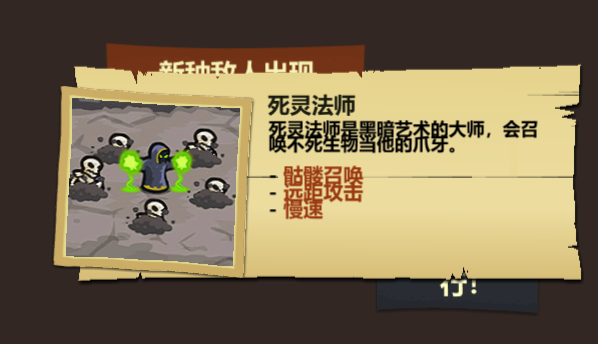 新种敌人出现
死灵法师
死灵法师是黑暗艺术的大师，会召
唤不死生物当他的爪牙。
- 骷髅召唤
- 远距攻击
- 慢速
行!